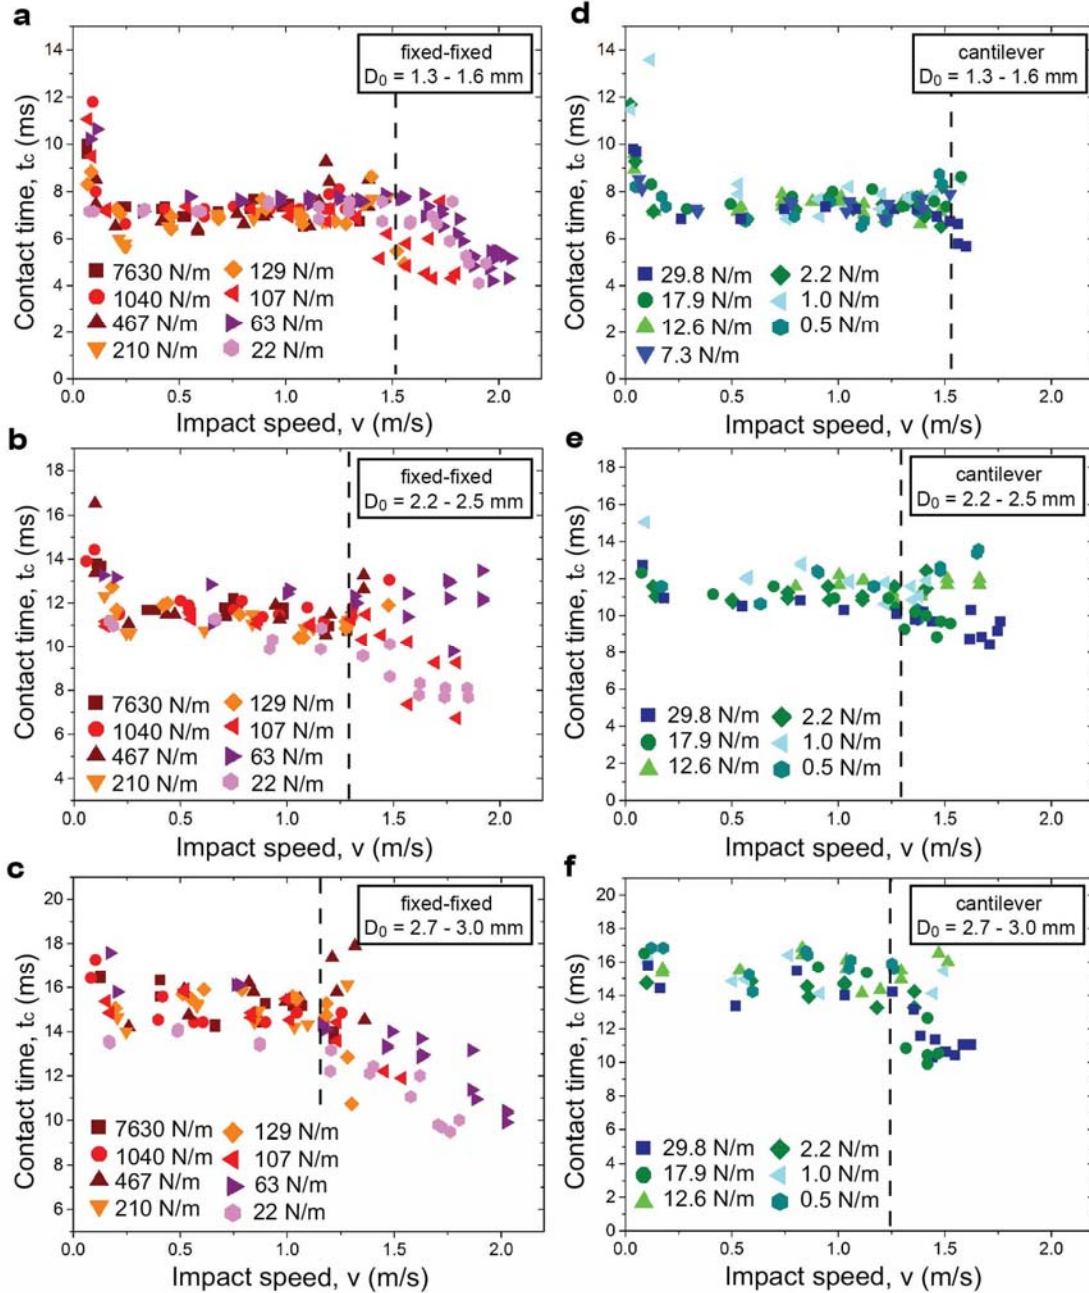 a
fixed-fixed
D₀ = 1.3 - 1.6 mm
Contact time, t_c (ms)
14
12
10
8
6
4
2
0
7630 N/m
1040 N/m
467 N/m
210 N/m
129 N/m
107 N/m
63 N/m
22 N/m
0.0 0.5 1.0 1.5 2.0
Impact speed, v (m/s)
d
cantilever
D₀ = 1.3 - 1.6 mm
Contact time, t_c (ms)
14
12
10
8
6
4
2
0
29.8 N/m
17.9 N/m
12.6 N/m
7.3 N/m
2.2 N/m
1.0 N/m
0.5 N/m
0.0 0.5 1.0 1.5 2.0
Impact speed, v (m/s)
b
fixed-fixed
D₀ = 2.2 - 2.5 mm
Contact time, t_c (ms)
18
16
14
12
10
8
6
4
7630 N/m
1040 N/m
467 N/m
210 N/m
129 N/m
107 N/m
63 N/m
22 N/m
0.0 0.5 1.0 1.5 2.0
Impact speed, v (m/s)
e
cantilever
D₀ = 2.2 - 2.5 mm
Contact time, t_c (ms)
18
16
14
12
10
8
6
4
2
0
29.8 N/m
17.9 N/m
12.6 N/m
2.2 N/m
1.0 N/m
0.5 N/m
0.0 0.5 1.0 1.5 2.0
Impact speed, v (m/s)
c
fixed-fixed
D₀ = 2.7 - 3.0 mm
Contact time, t_c (ms)
20
18
16
14
12
10
8
6
7630 N/m
1040 N/m
467 N/m
210 N/m
129 N/m
107 N/m
63 N/m
22 N/m
0.0 0.5 1.0 1.5 2.0
Impact speed, v (m/s)
f
cantilever
D₀ = 2.7 - 3.0 mm
Contact time, t_c (ms)
20
18
16
14
12
10
8
6
4
2
0
29.8 N/m
17.9 N/m
12.6 N/m
2.2 N/m
1.0 N/m
0.5 N/m
0.0 0.5 1.0 1.5 2.0
Impact speed, v (m/s)